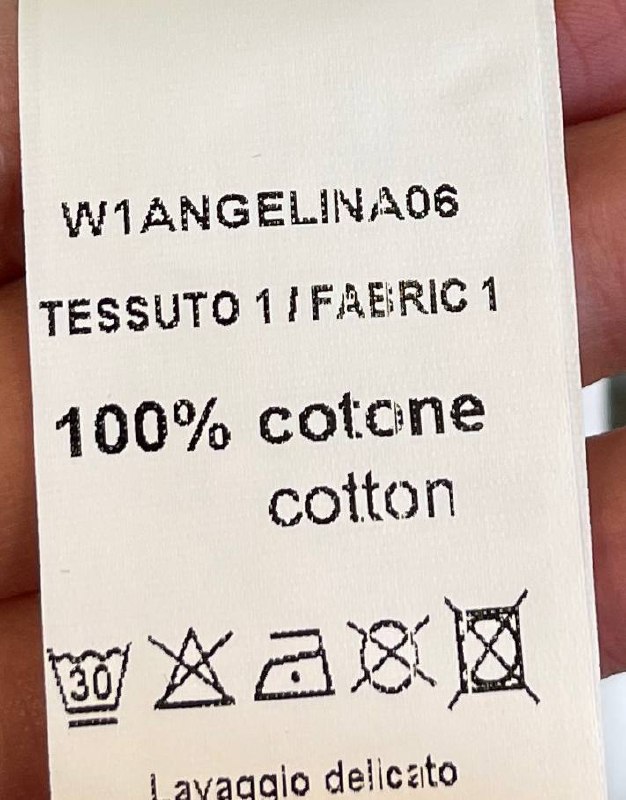 W1ANGELINA06
TESSUTO 1 / FABRIC 1
100% cotone
cotton
30
Lavaggio delicato